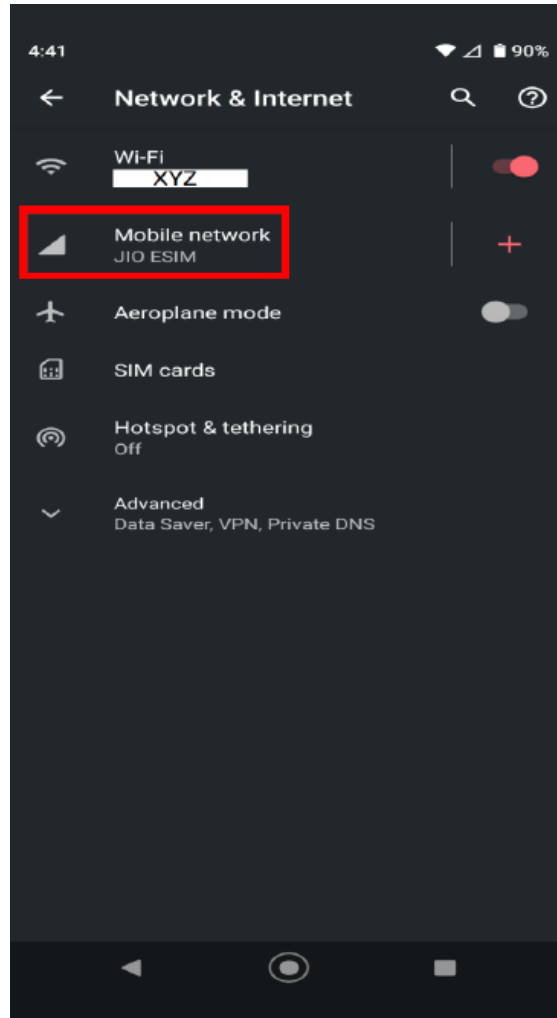 4:41 90%
Network & Internet
Wi-Fi
XYZ
Mobile network
JIO ESIM
Aeroplane mode
SIM cards
Hotspot & tethering
Off
Advanced
Data Saver, VPN, Private DNS